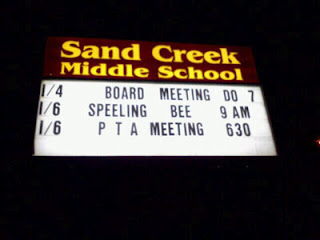 Sand Creek
Middle School
1/4 BOARD MEETING DO 7
1/6 SPEELING BEE 9 AM
1/6 P T A MEETING 630